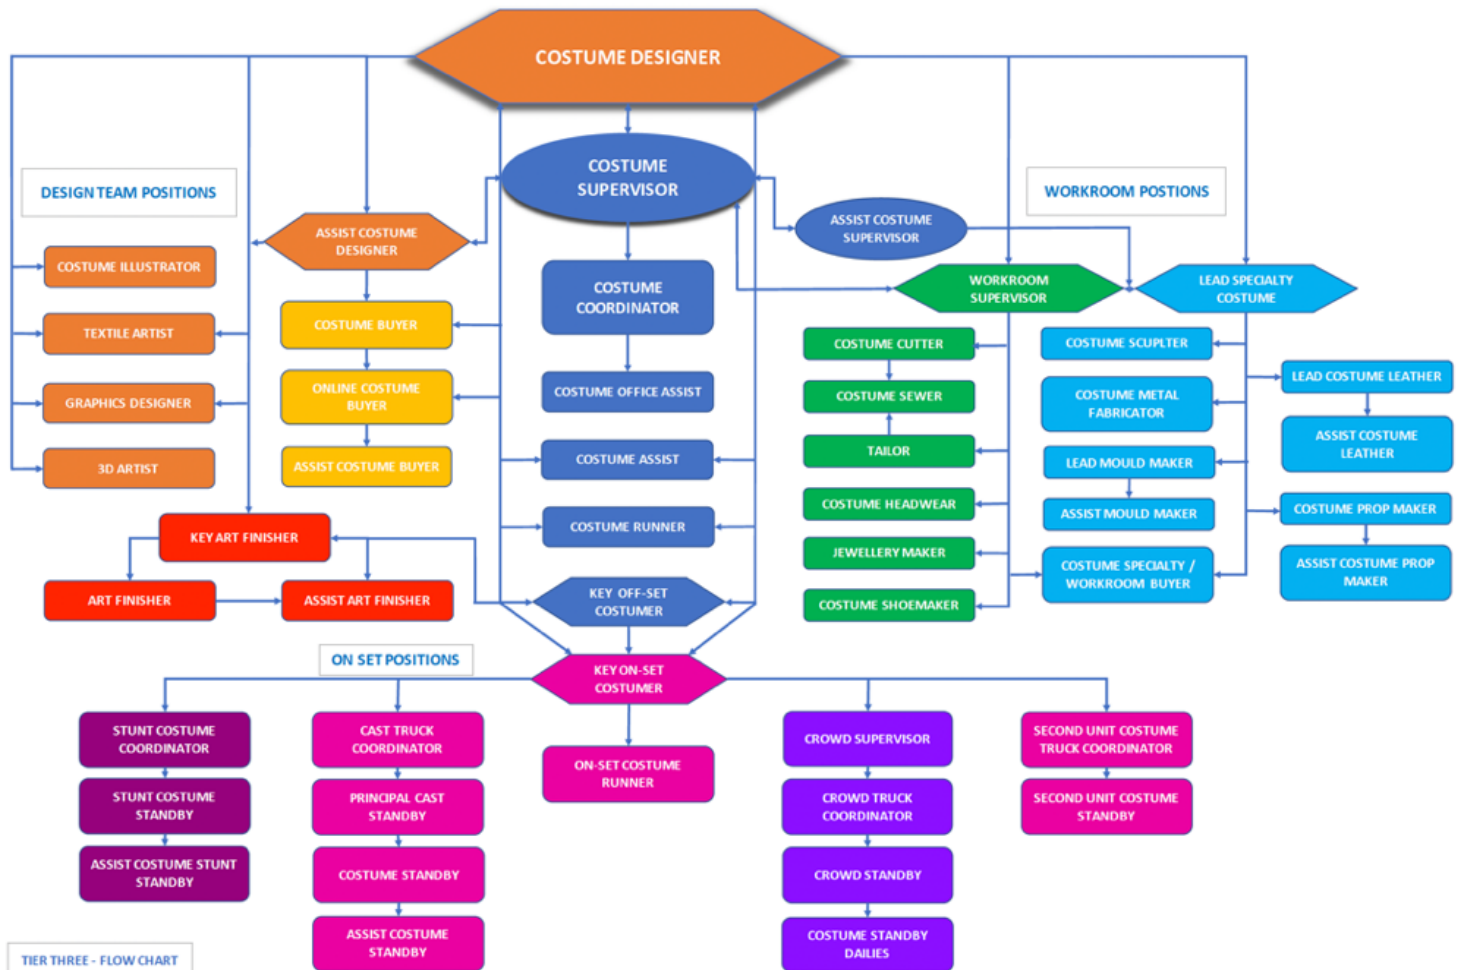 COSTUME DESIGNER
COSTUME
SUPERVISOR
DESIGN TEAM POSITIONS
WORKROOM POSTIONS
ASSIST COSTUME
DESIGNER
ASSIST COSTUME
SUPERVISOR
COSTUME ILLUSTRATOR
TEXTILE ARTIST
GRAPHICS DESIGNER
3D ARTIST
COSTUME BUYER
ONLINE COSTUME
BUYER
ASSIST COSTUME BUYER
COSTUME
COORDINATOR
COSTUME OFFICE ASSIST
COSTUME ASSIST
COSTUME RUNNER
KEY OFF-SET
COSTUMER
WORKROOM
SUPERVISOR
LEAD SPECIALTY
COSTUME
COSTUME CUTTER
COSTUME SEWER
TAILOR
COSTUME HEADWEAR
JEWELLERY MAKER
COSTUME SHOEMAKER
COSTUME SCUPLTER
COSTUME METAL
FABRICATOR
LEAD MOULD MAKER
ASSIST MOULD MAKER
COSTUME SPECIALTY /
WORKROOM BUYER
LEAD COSTUME LEATHER
ASSIST COSTUME
LEATHER
COSTUME PROP MAKER
ASSIST COSTUME PROP
MAKER
KEY ART FINISHER
ART FINISHER
ASSIST ART FINISHER
ON SET POSITIONS
KEY ON-SET
COSTUMER
STUNT COSTUME
COORDINATOR
STUNT COSTUME
STANDBY
ASSIST COSTUME STUNT
STANDBY
CAST TRUCK
COORDINATOR
PRINCIPAL CAST
STANDBY
COSTUME STANDBY
ASSIST COSTUME
STANDBY
ON-SET COSTUME
RUNNER
CROWD SUPERVISOR
CROWD TRUCK
COORDINATOR
CROWD STANDBY
COSTUME STANDBY
DAILIES
SECOND UNIT COSTUME
TRUCK COORDINATOR
SECOND UNIT COSTUME
STANDBY
TIER THREE - FLOW CHART